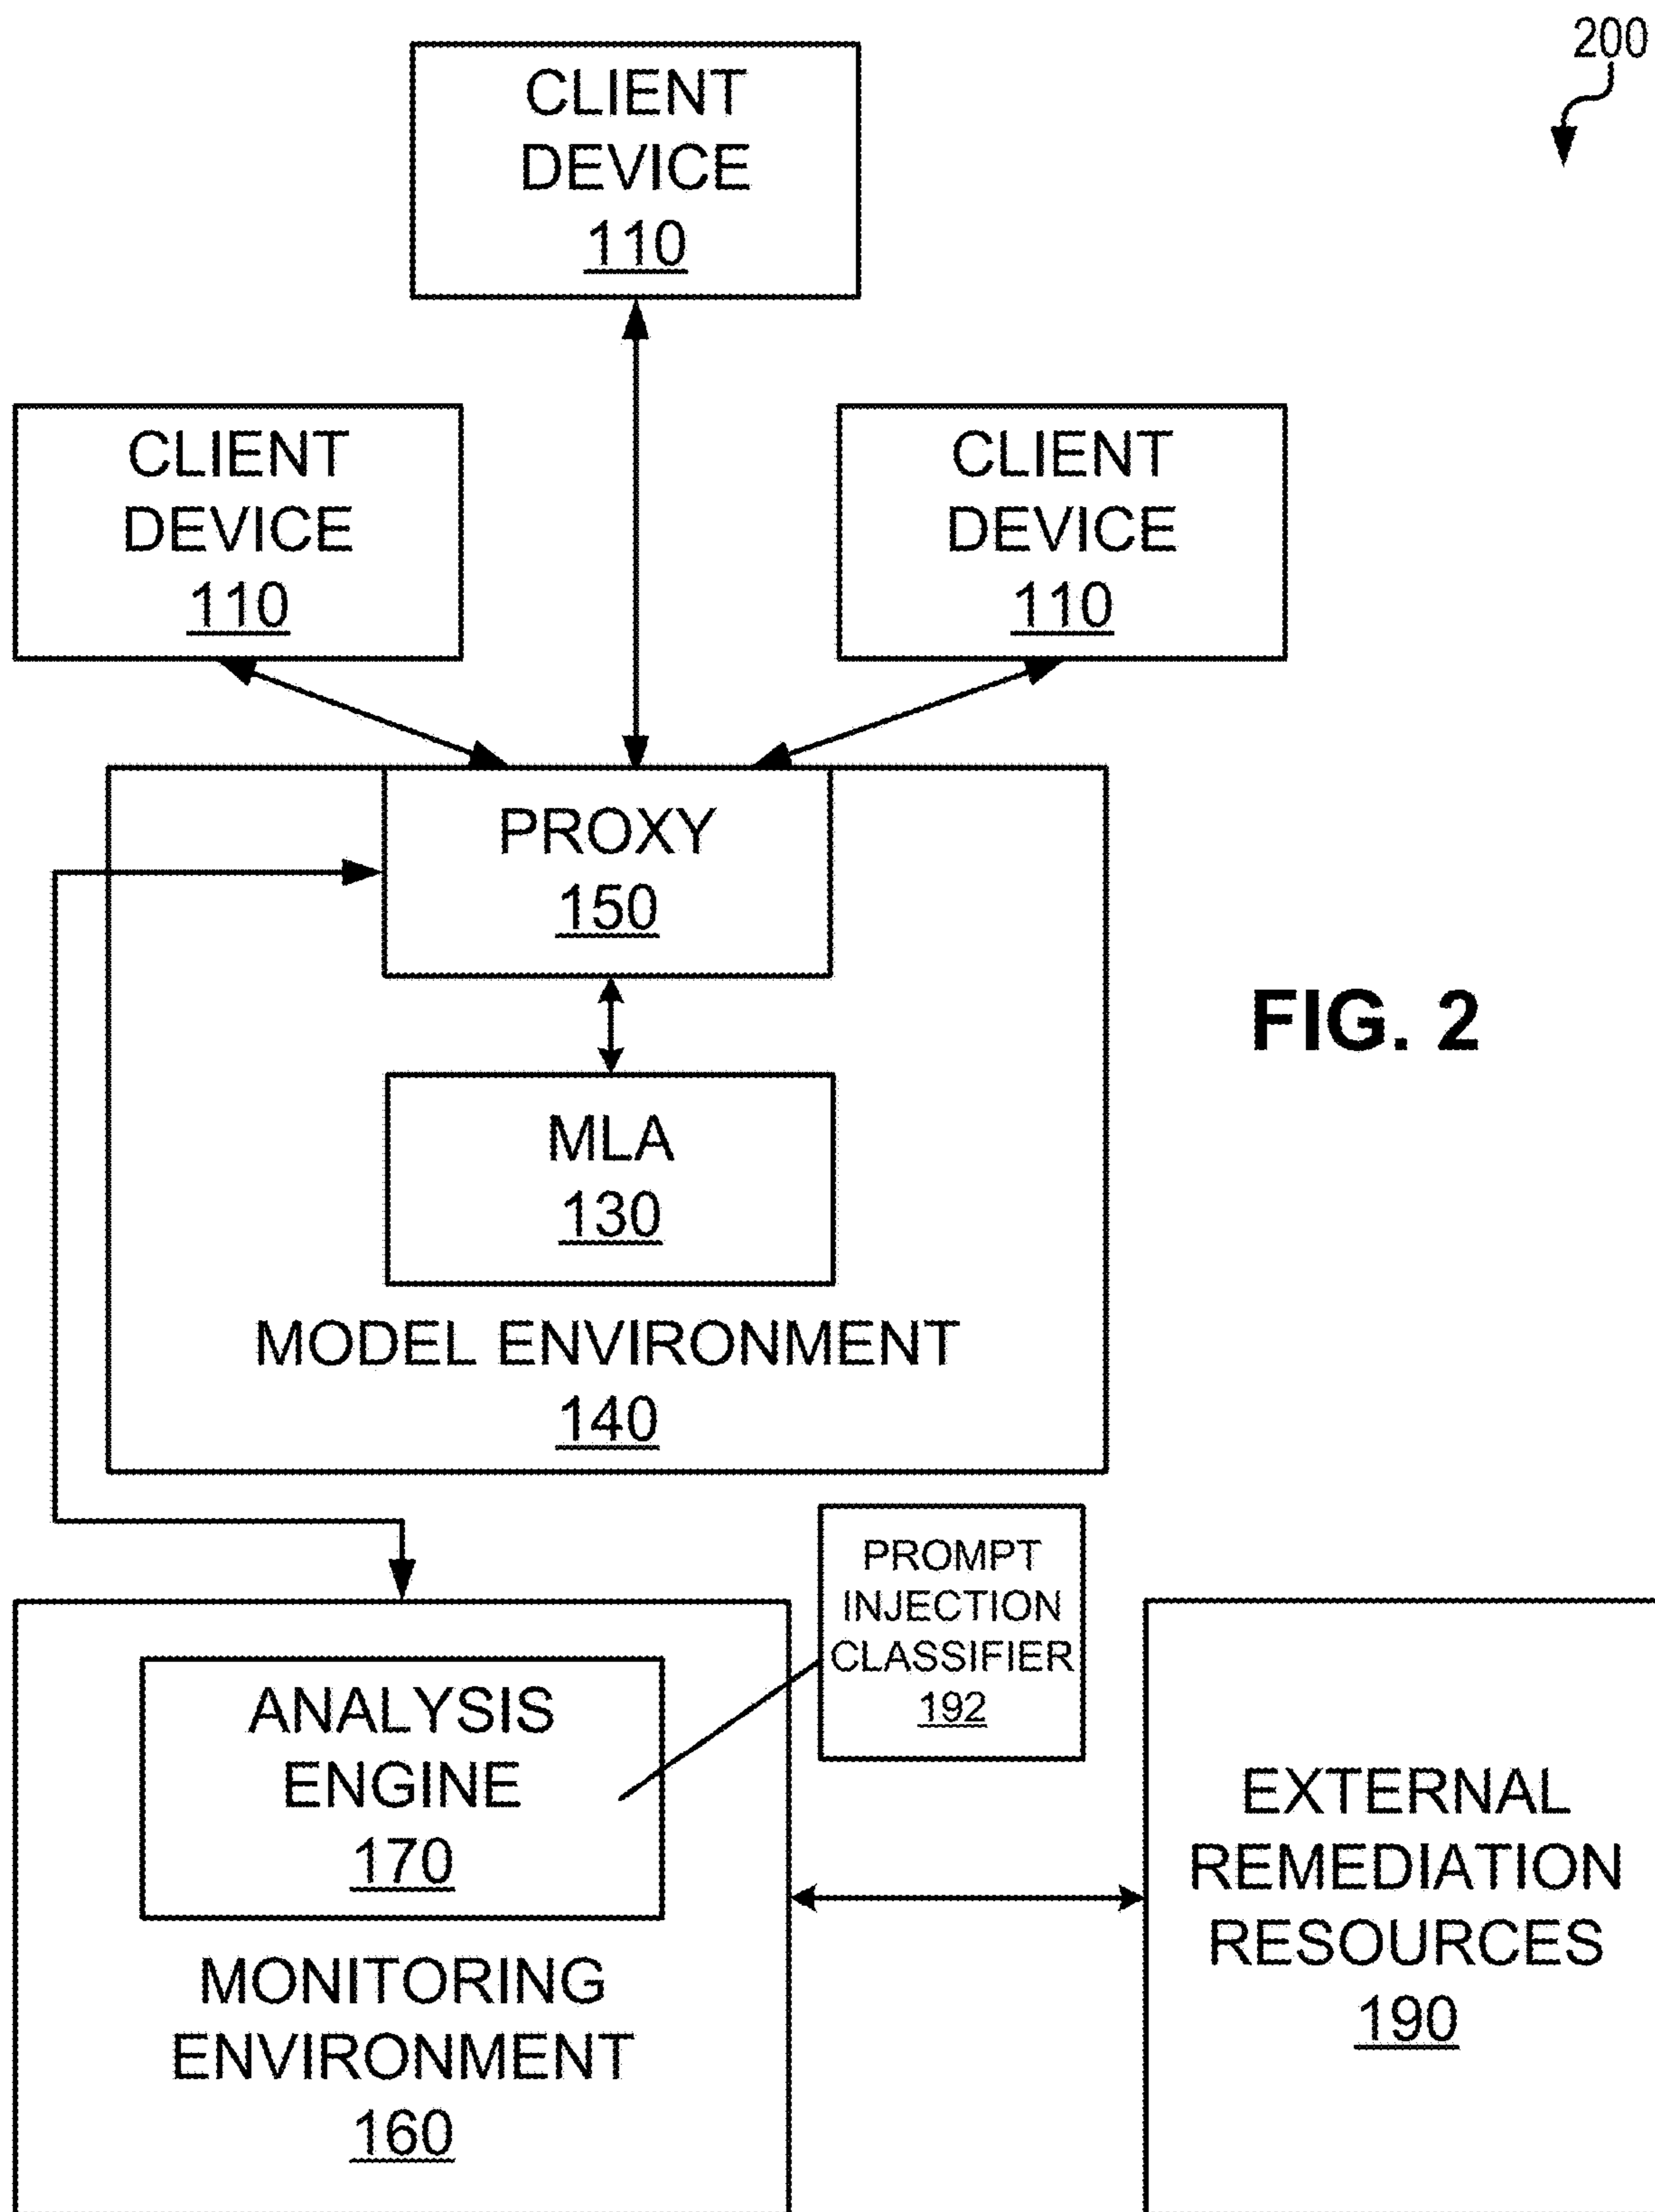 200
CLIENT
DEVICE
110
CLIENT
DEVICE
110
CLIENT
DEVICE
110
PROXY
150
MLA
130
MODEL ENVIRONMENT
140
FIG. 2
PROMPT
INJECTION
CLASSIFIER
192
ANALYSIS
ENGINE
170
MONITORING
ENVIRONMENT
160
EXTERNAL
REMEDIATION
RESOURCES
190